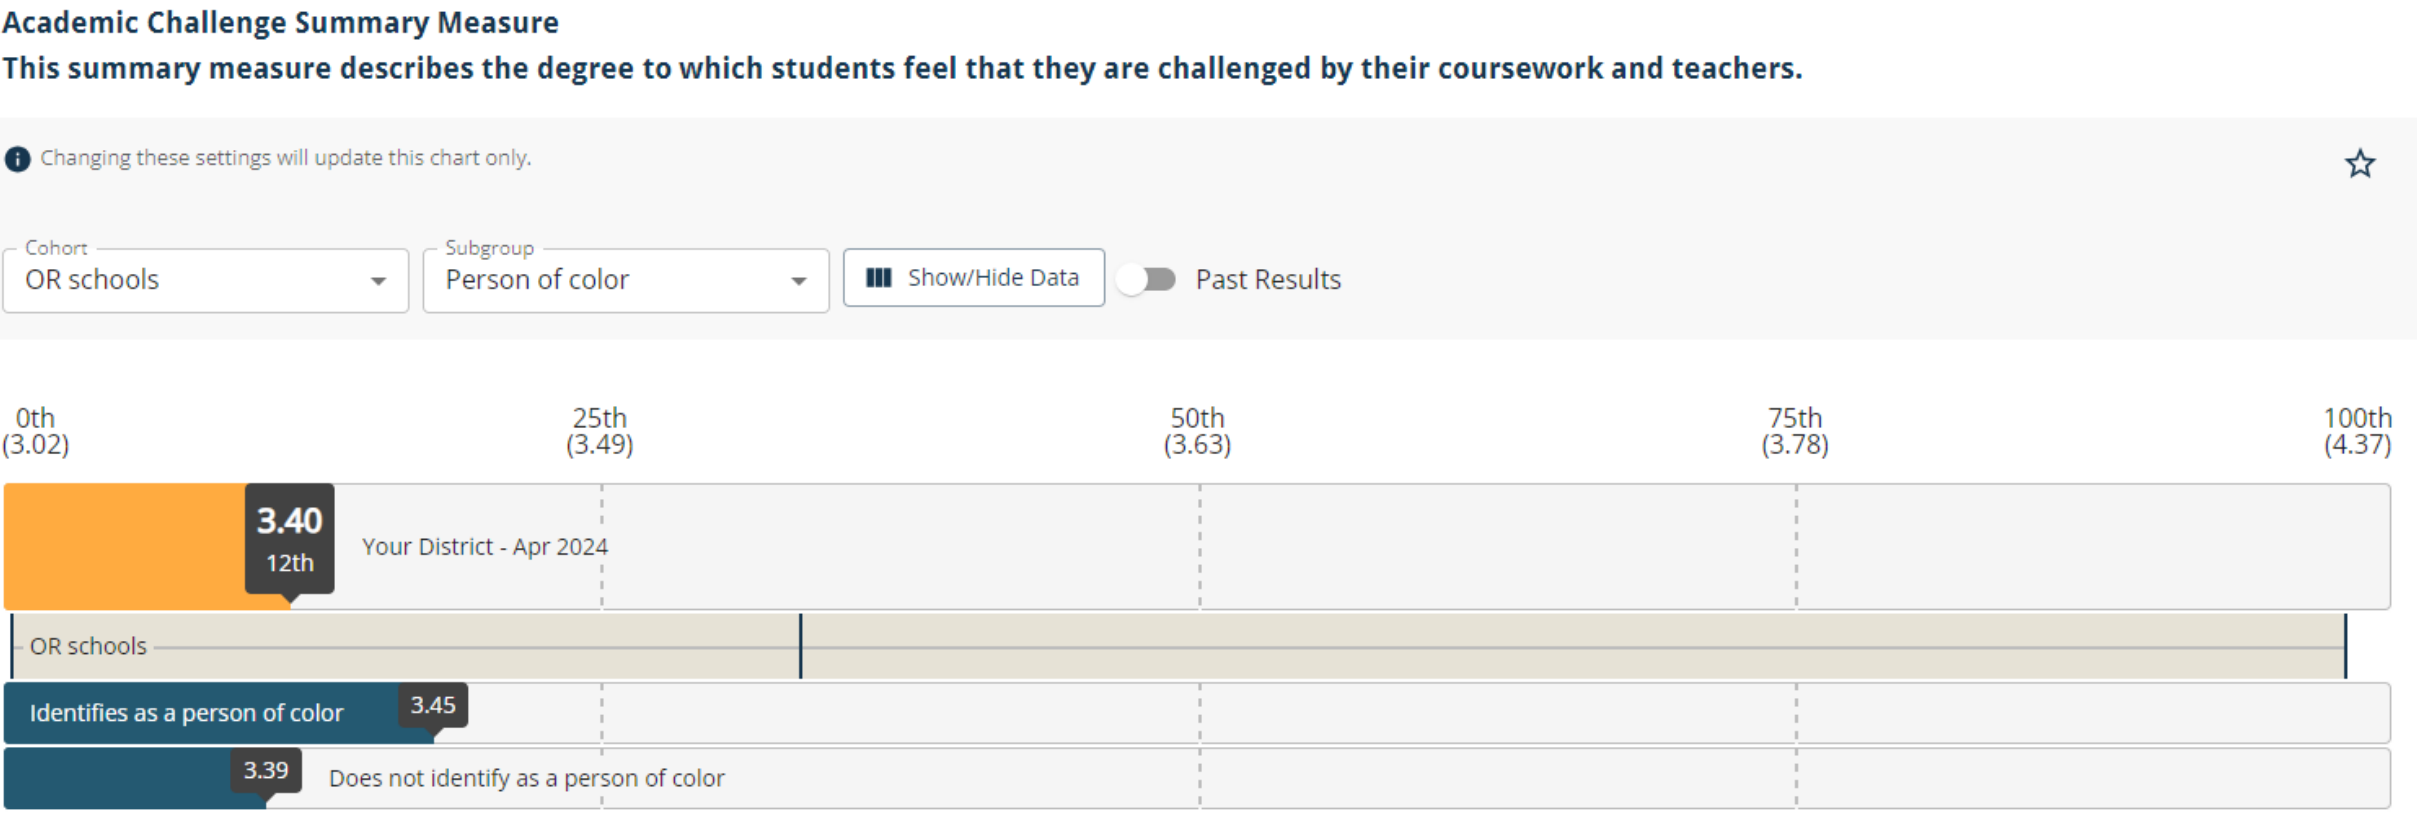 Academic Challenge Summary Measure
This summary measure describes the degree to which students feel that they are challenged by their coursework and teachers.
Changing these settings will update this chart only.
Cohort
OR schools
Subgroup
Person of color
Show/Hide Data
Past Results
0th
(3.02)
25th
(3.49)
50th
(3.63)
75th
(3.78)
100th
(4.37)
3.40
12th
Your District - Apr 2024
OR schools
Identifies as a person of color
3.45
3.39
Does not identify as a person of color